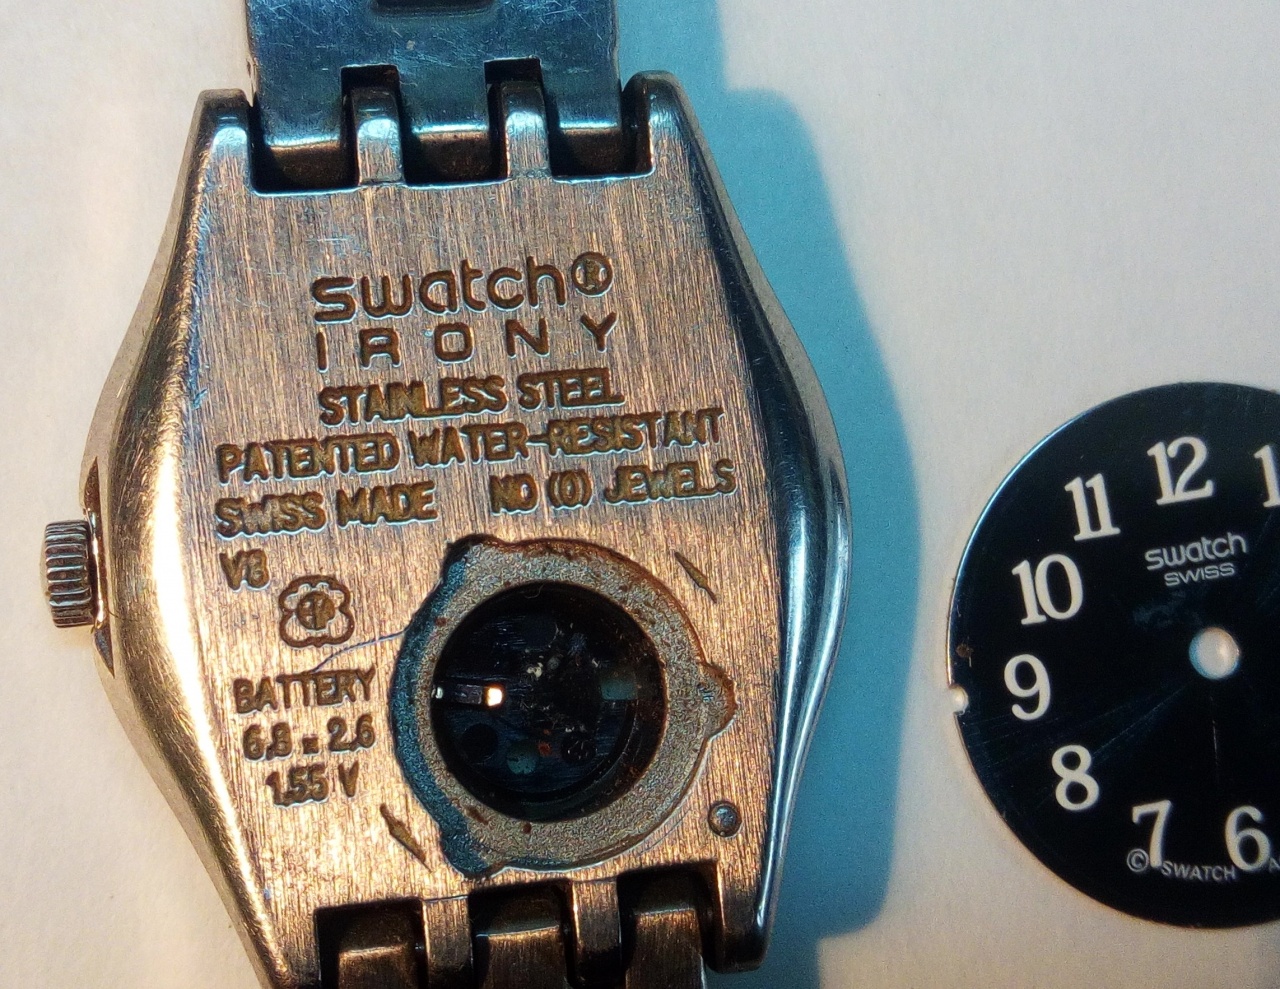 swatch®
IRONY
STAINLESS STEEL
PATENTED WATER-RESISTANT
SWISS MADE NO (0) JEWELS
V8
BATTERY
6.8 x 2.6
1.55 V
12
11
10
9
8
7
6
swatch
SWISS
© SWATCH